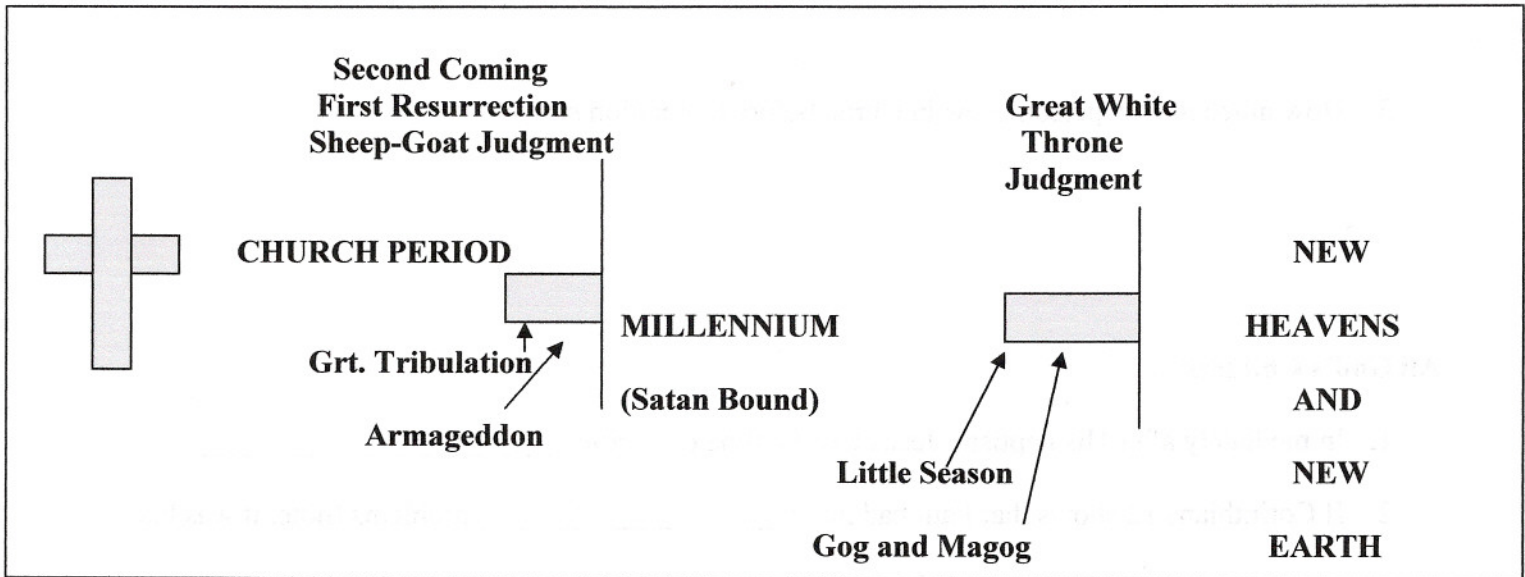 Second Coming
First Resurrection
Sheep-Goat Judgment
Great White
Throne
Judgment
CHURCH PERIOD
NEW
MILLENNIUM
HEAVENS
Grt. Tribulation
(Satan Bound)
AND
Armageddon
Little Season
NEW
Gog and Magog
EARTH